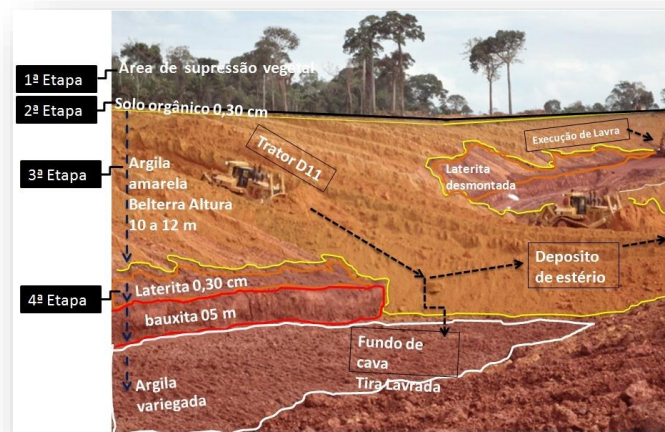 1ª Etapa
Área de supressão vegetal
2ª Etapa
Solo orgânico 0,30 cm
Execução de Lavra
Trator D11
3ª Etapa
Argila
amarela
Belterra Altura
10 a 12 m
Laterita
desmontada
Deposito
de estério
4ª Etapa
Laterita 0,30 cm
bauxita 05 m
Fundo de
cava
Tira Lavrada
Argila
variegada